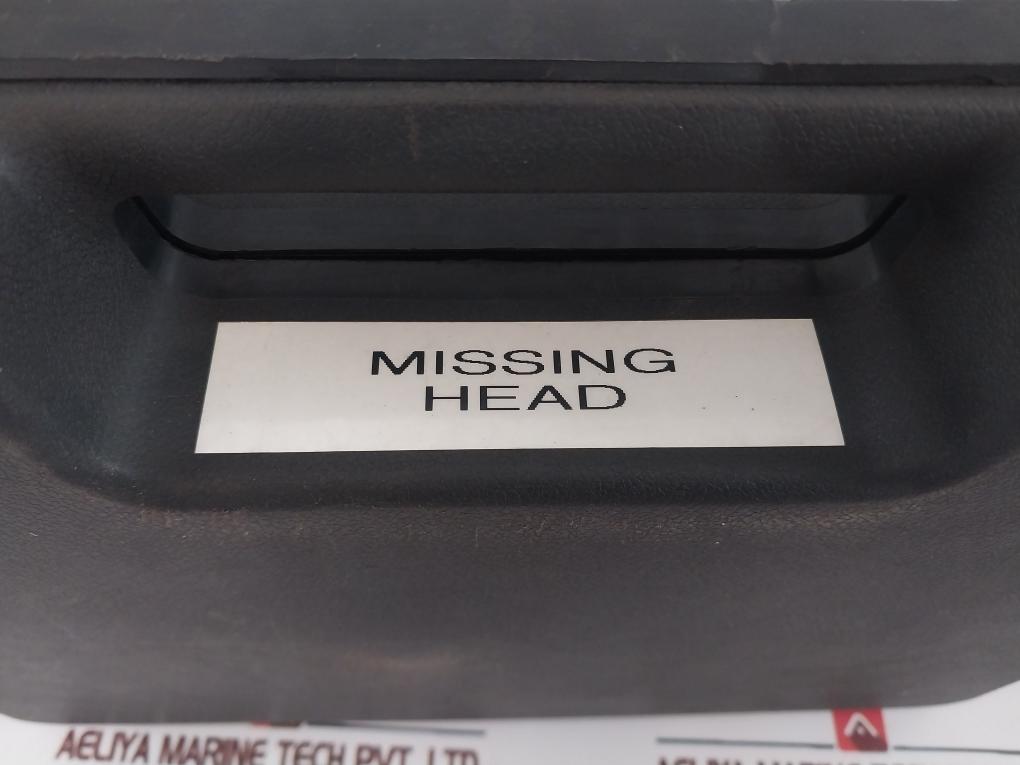 MISSING
HEAD
AELIYA MARINE TECH PVT. LTD